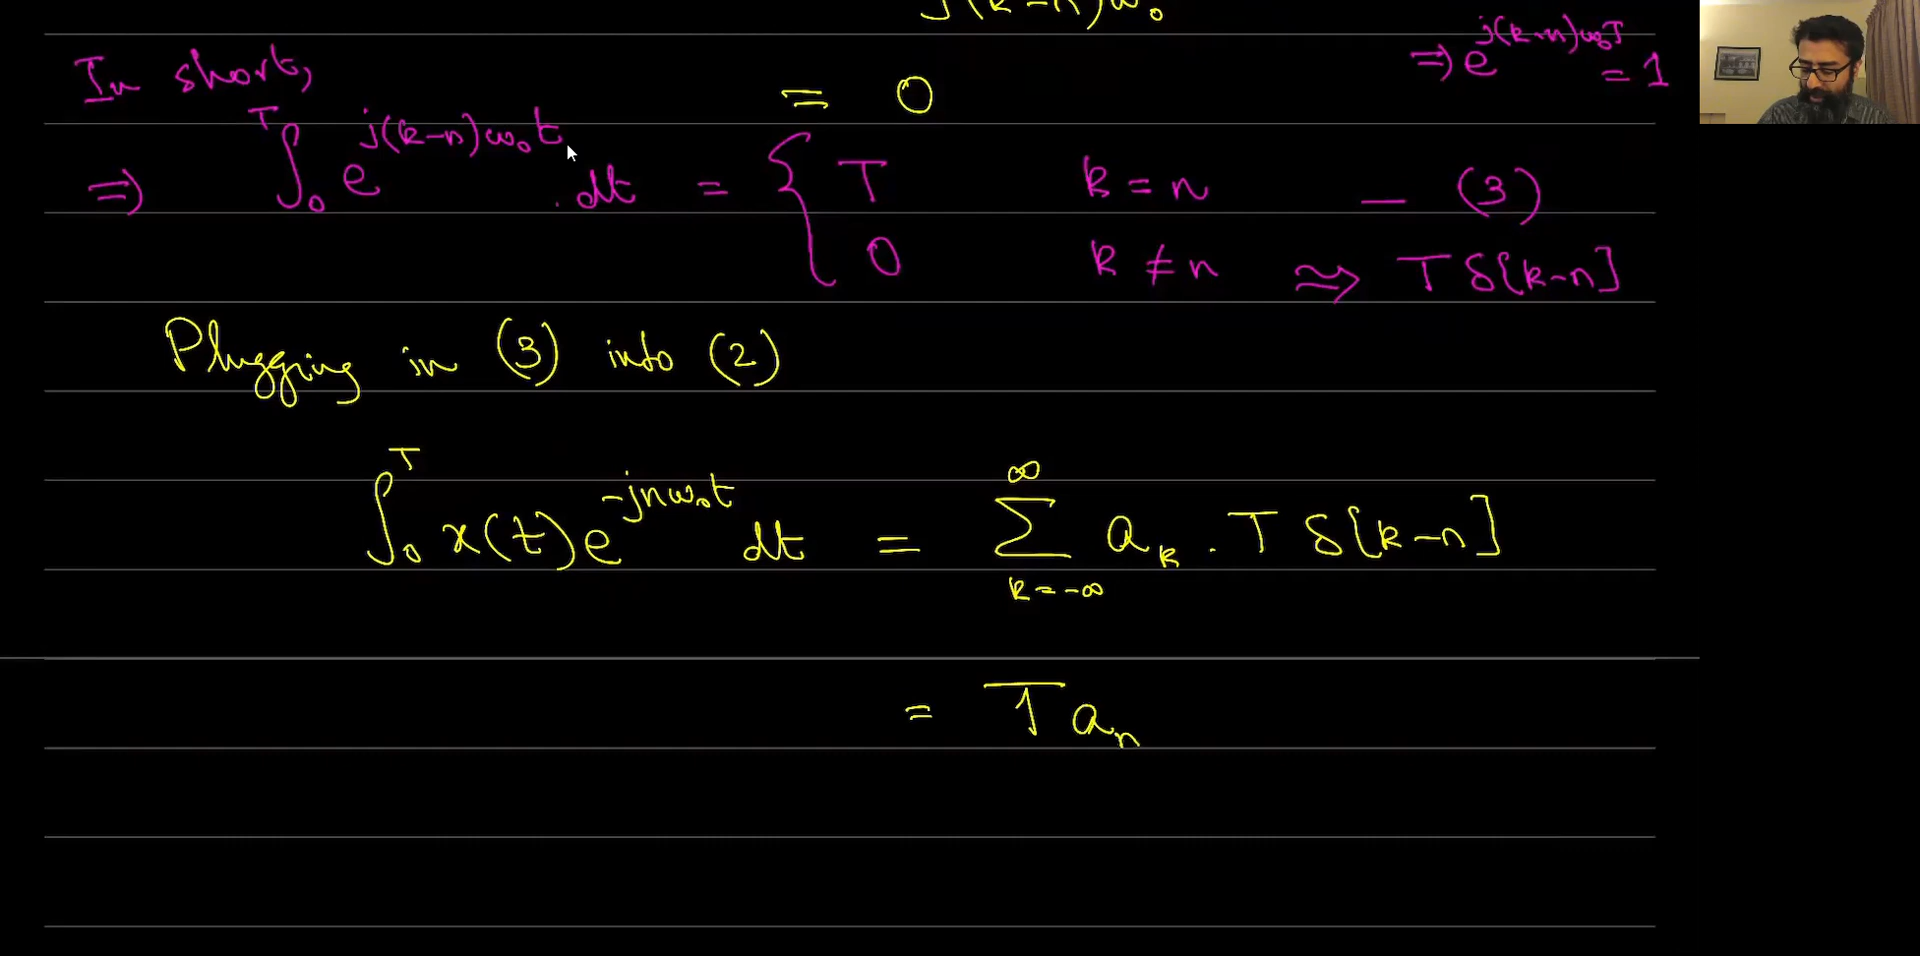 j(k-n)ω₀
⇒ e^{j(k-n)ω₀T} = 1
In short,
= 0
⇒ ∫₀^T e^{j(k-n)ω₀t} . dt = { T k = n — (3)
0 k ≠ n ⇝ T δ[k-n]
Plugging in (3) into (2)
∫₀^T x(t) e^{-jnω₀t} dt = ∑_{k=-∞}^{∞} a_k . T δ[k-n]
= T a_n